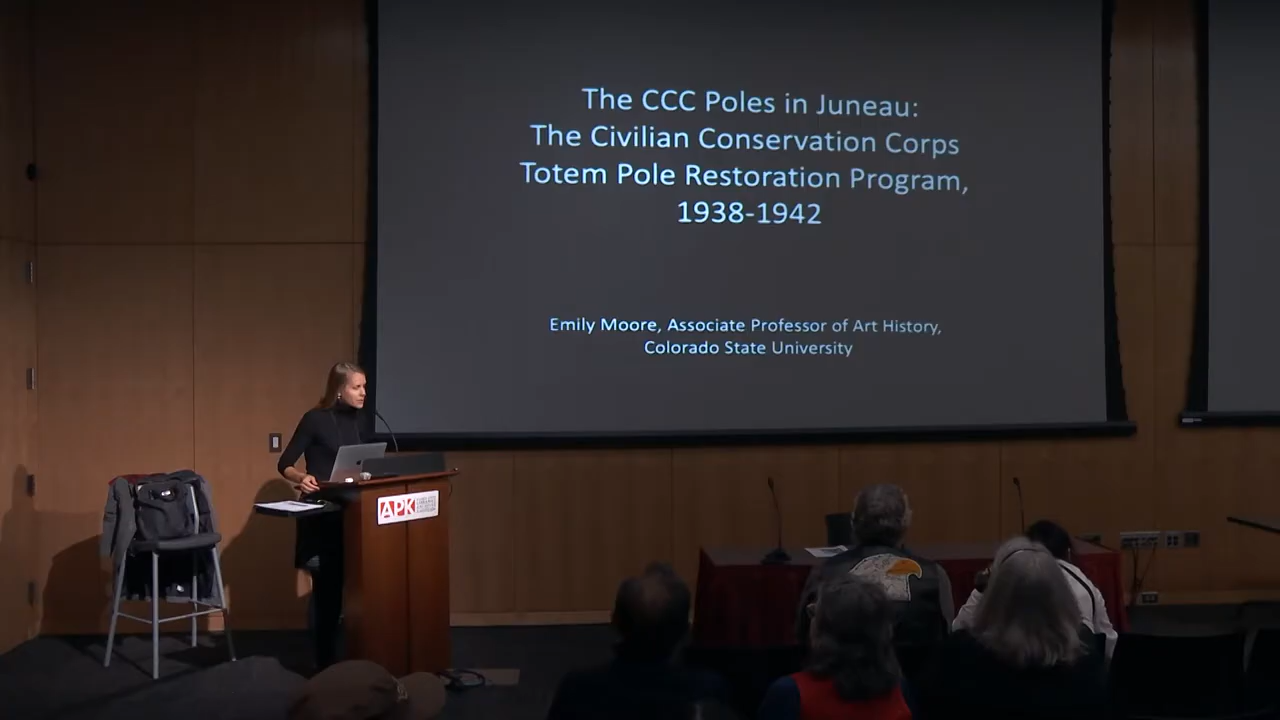 The CCC Poles in Juneau:
The Civilian Conservation Corps
Totem Pole Restoration Program,
1938-1942
Emily Moore, Associate Professor of Art History,
Colorado State University
APK